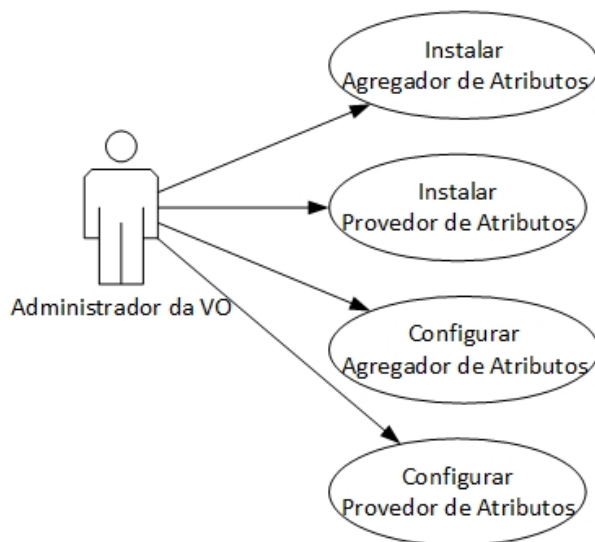 Instalar
Agregador de Atributos
Instalar
Provedor de Atributos
Administrador da VO
Configurar
Agregador de Atributos
Configurar
Provedor de Atributos